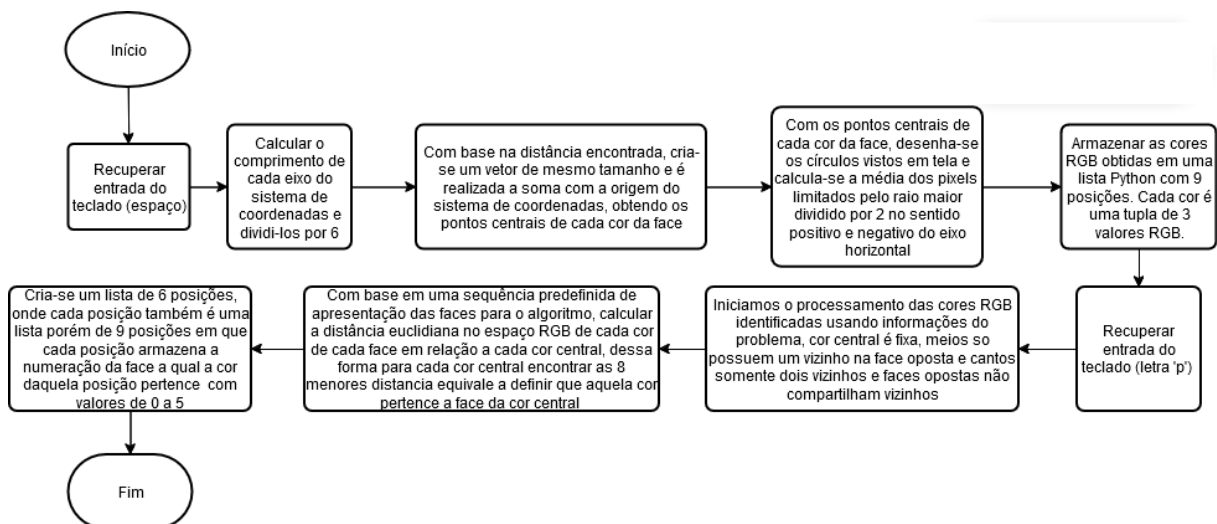 Início
Recuperar
entrada do
teclado (espaço)
Calcular o
comprimento de
cada eixo do
sistema de
coordenadas e
dividi-los por 6
Com base na distância encontrada, cria-
se um vetor de mesmo tamanho e é
realizada a soma com a origem do
sistema de coordenadas, obtendo os
pontos centrais de cada cor da face
Com os pontos centrais de
cada cor da face, desenha-se
os círculos vistos em tela e
calcula-se a média dos pixels
limitados pelo raio maior
dividido por 2 no sentido
positivo e negativo do eixo
horizontal
Armazenar as cores
RGB obtidas em uma
lista Python com 9
posições. Cada cor é
uma tupla de 3
valores RGB.
Recuperar
entrada do
teclado (letra 'p')
Iniciamos o processamento das cores RGB
identificadas usando informações do
problema, cor central é fixa, meios so
possuem um vizinho na face oposta e cantos
somente dois vizinhos e faces opostas não
compartilham vizinhos
Com base em uma sequência predefinida de
apresentação das faces para o algoritmo, calcular
a distância euclidiana no espaço RGB de cada cor
de cada face em relação a cada cor central, dessa
forma para cada cor central encontrar as 8
menores distancia equivale a definir que aquela cor
pertence a face da cor central
Cria-se um lista de 6 posições,
onde cada posição também é uma
lista porém de 9 posições em que
cada posição armazena a
numeração da face a qual a cor
daquela posição pertence com
valores de 0 a 5
Fim